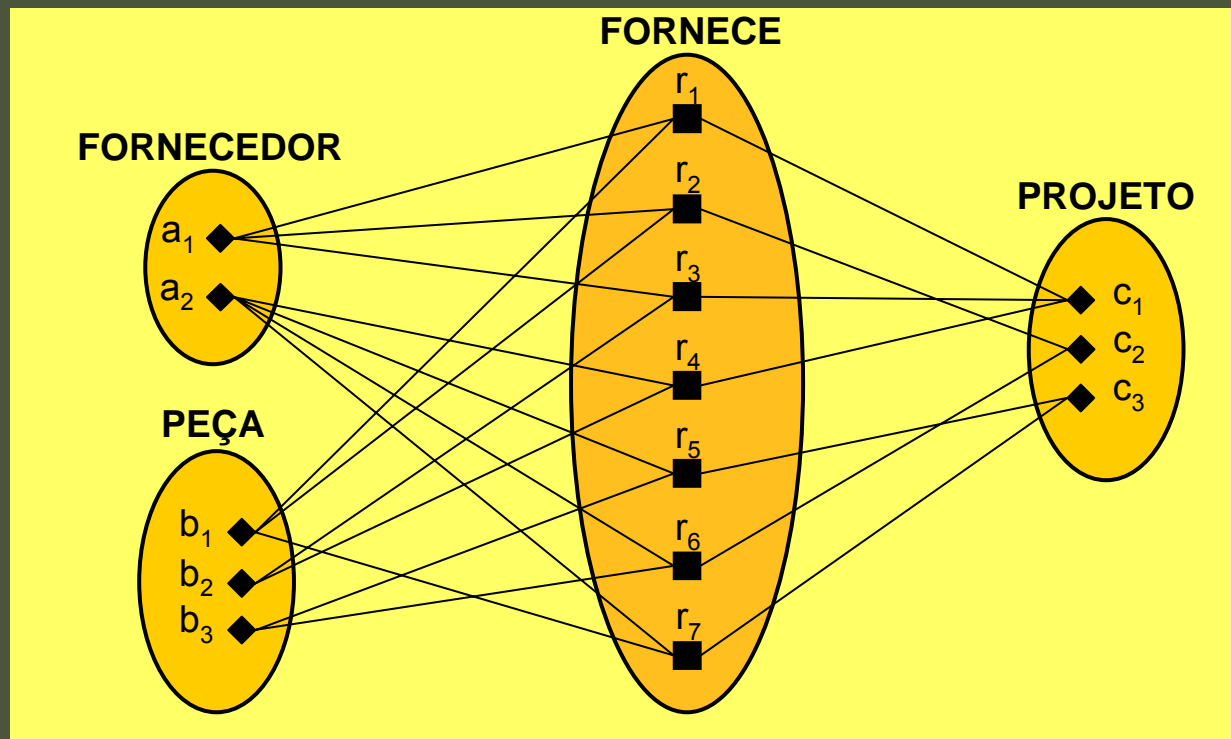 FORNECE
r₁
FORNECEDOR
r₂
PROJETO
a₁
r₃
a₂
c₁
r₄
c₂
c₃
PEÇA
r₅
b₁
r₆
b₂
b₃
r₇